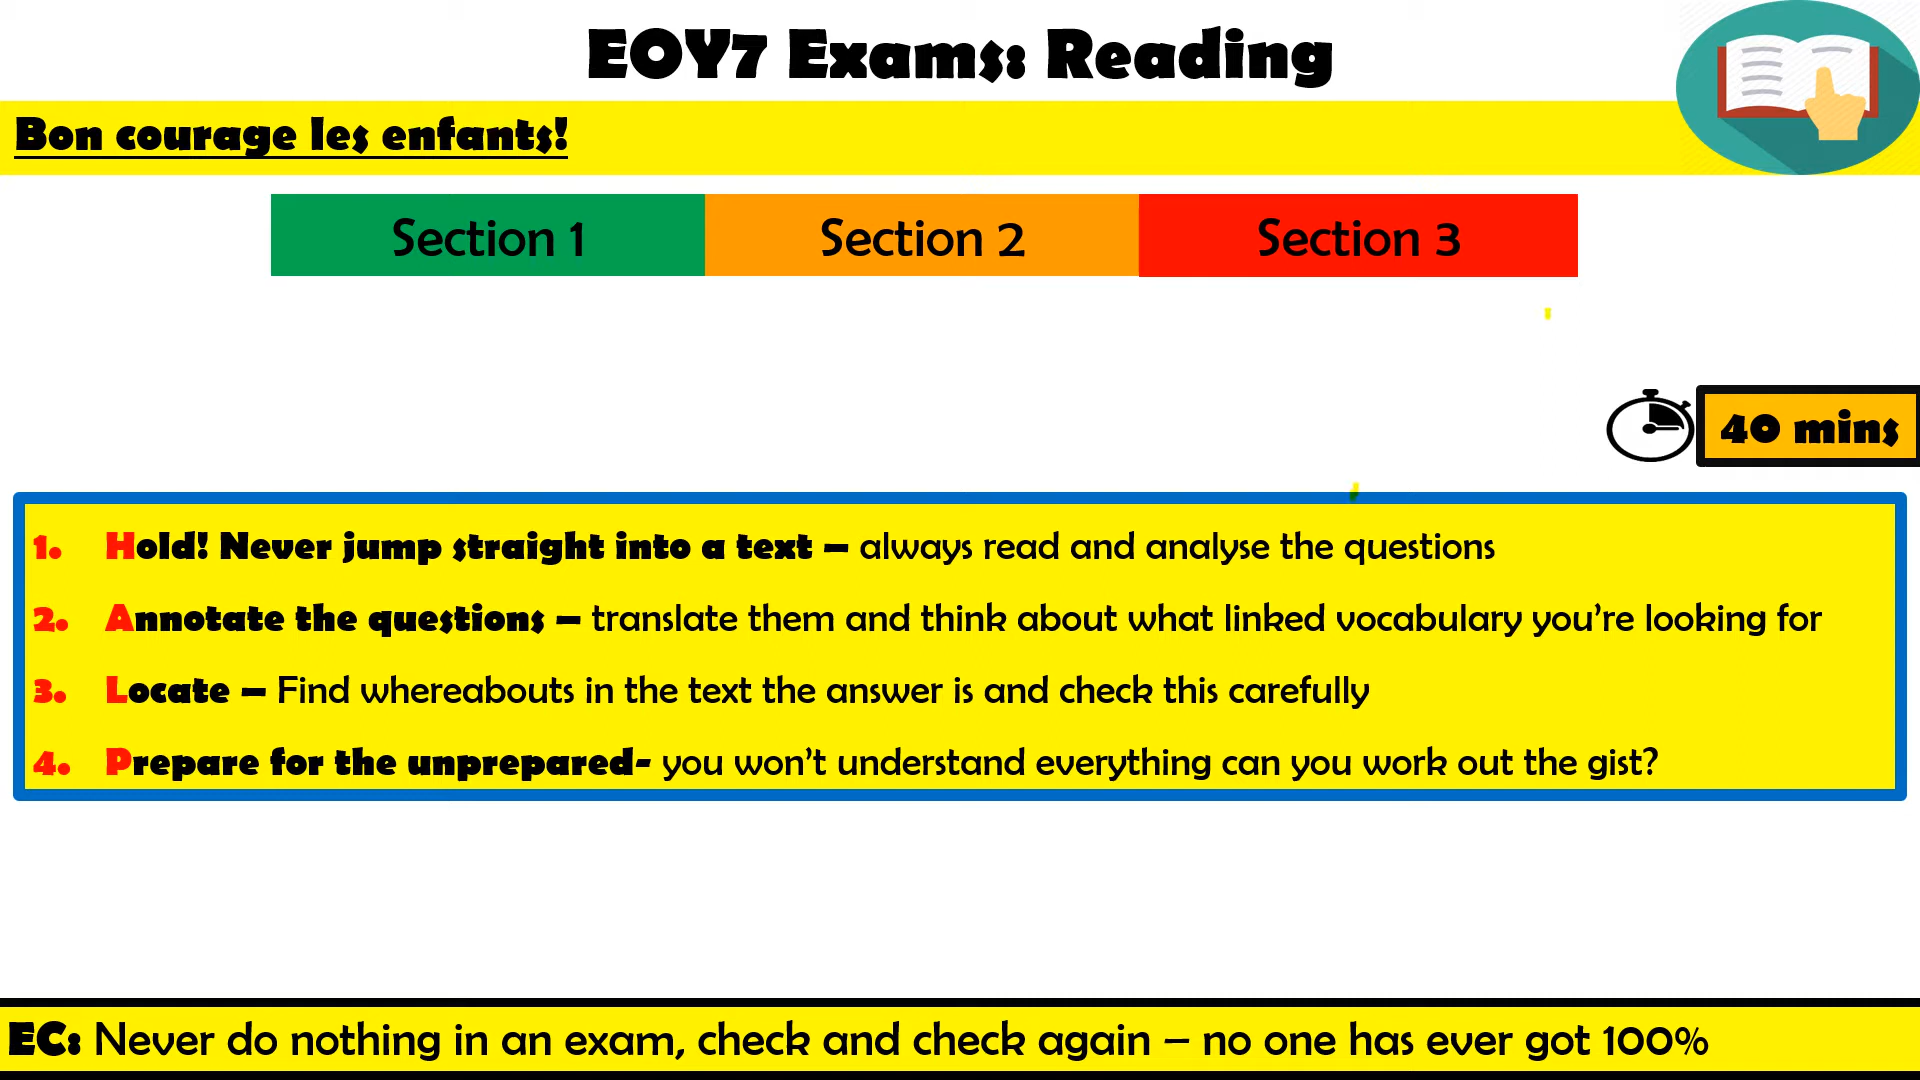 EOY7 Exams: Reading
Bon courage les enfants!
Section 1 Section 2 Section 3
40 mins
1. Hold! Never jump straight into a text – always read and analyse the questions
2. Annotate the questions – translate them and think about what linked vocabulary you're looking for
3. Locate – Find whereabouts in the text the answer is and check this carefully
4. Prepare for the unprepared- you won't understand everything can you work out the gist?
EC: Never do nothing in an exam, check and check again – no one has ever got 100%